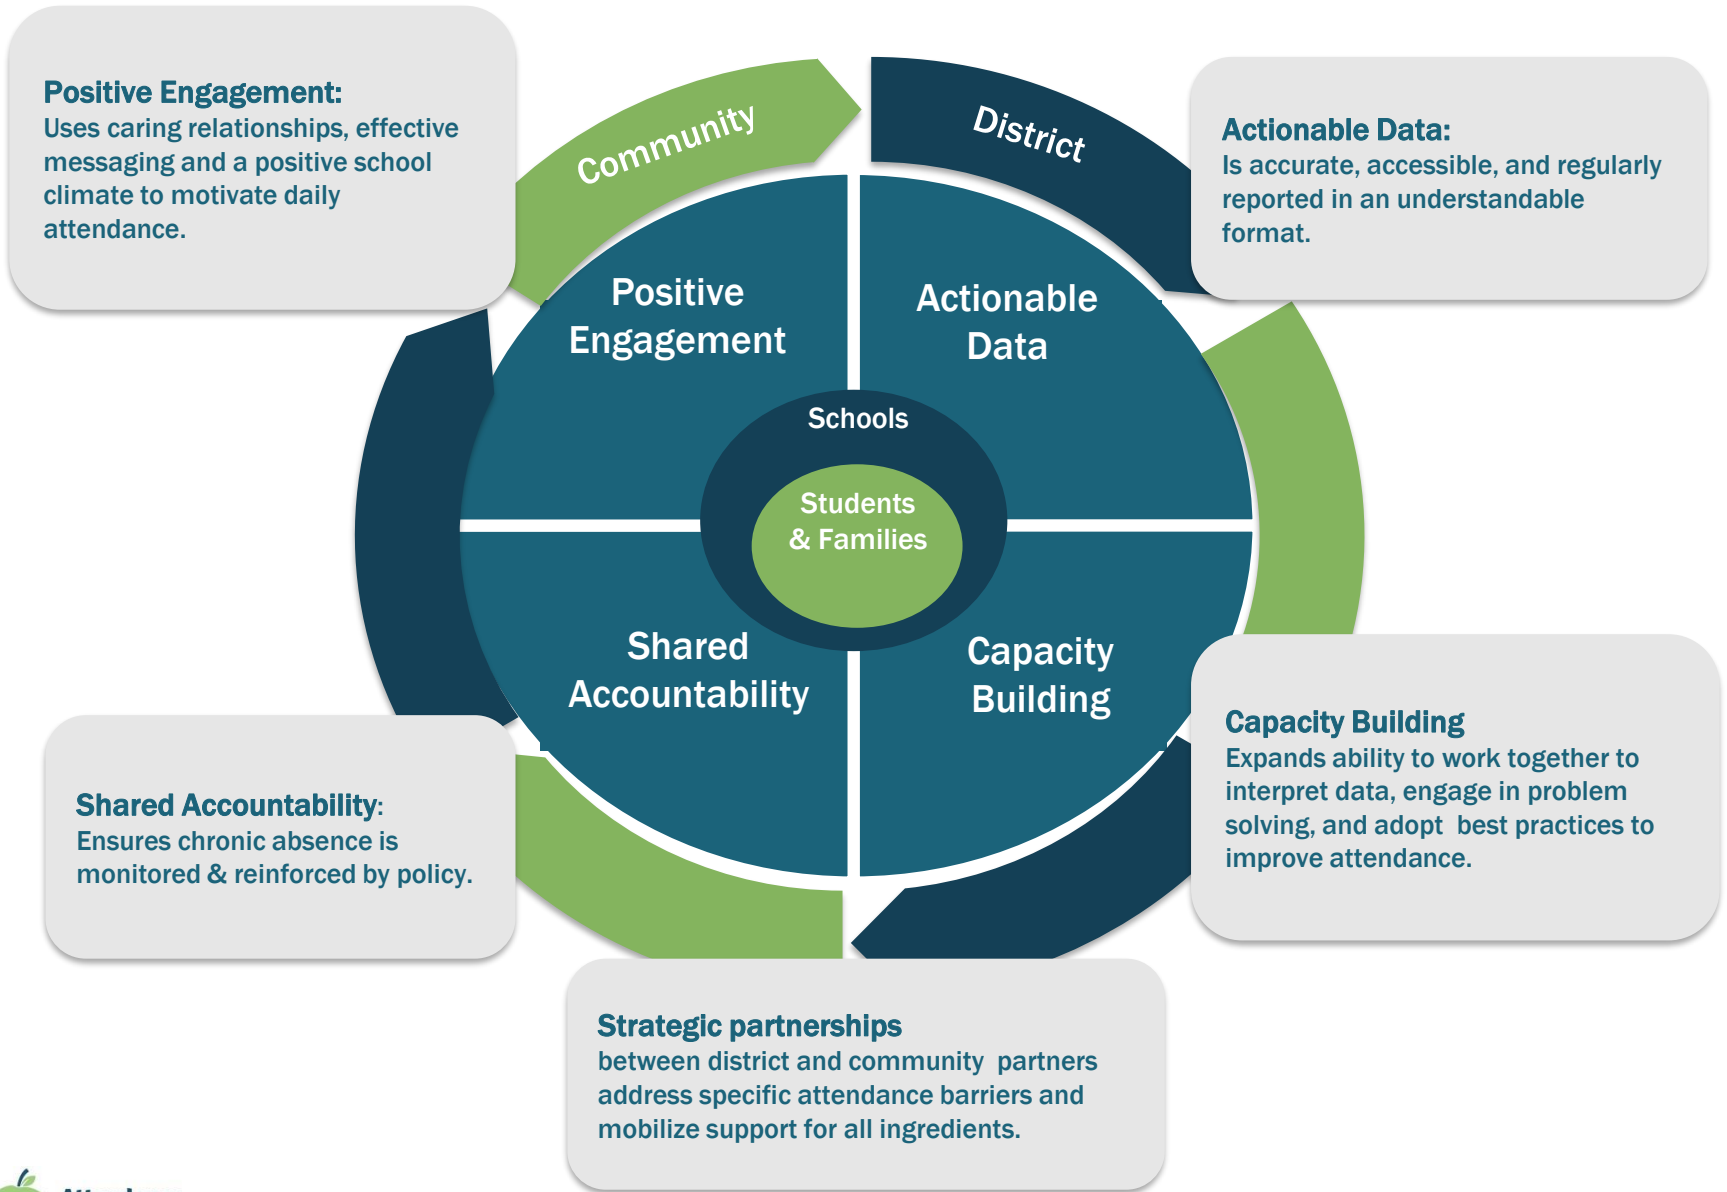 Positive Engagement:
Uses caring relationships, effective
messaging and a positive school
climate to motivate daily
attendance.
Community
District
Actionable Data:
Is accurate, accessible, and regularly
reported in an understandable
format.
Positive
Engagement
Actionable
Data
Schools
Students
& Families
Shared
Accountability
Capacity
Building
Capacity Building
Expands ability to work together to
interpret data, engage in problem
solving, and adopt  best practices to
improve attendance.
Shared Accountability:
Ensures chronic absence is
monitored & reinforced by policy.
Strategic partnerships
between district and community  partners
address specific attendance barriers and
mobilize support for all ingredients.